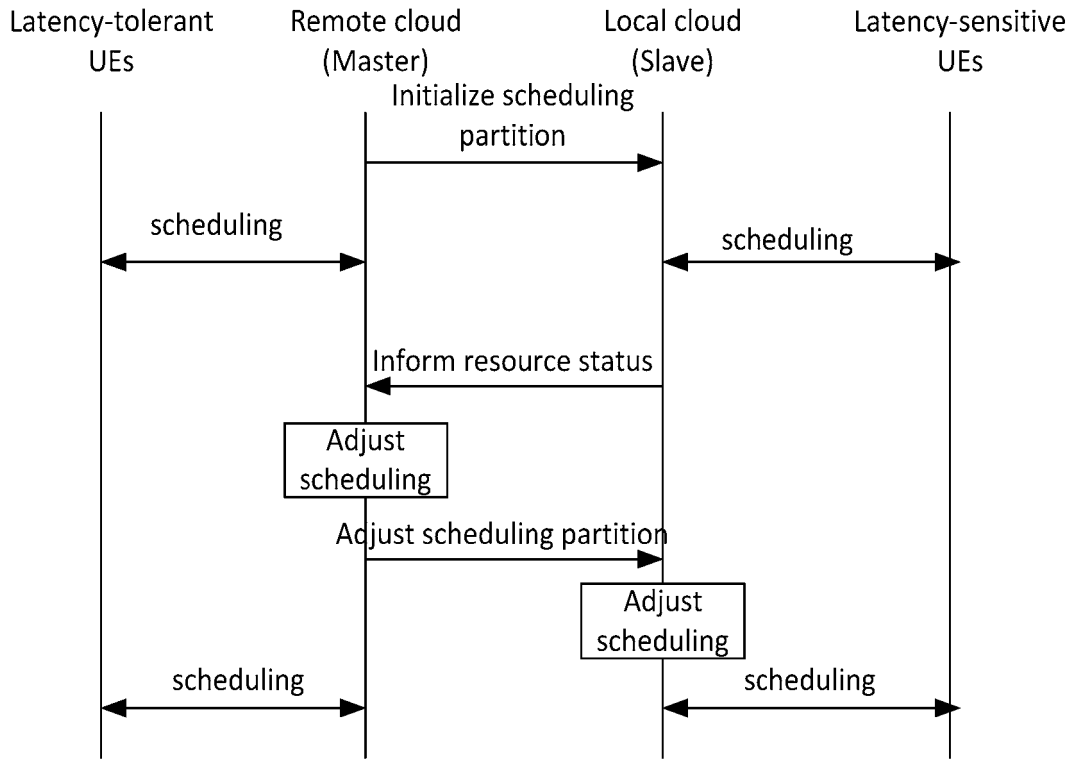 Latency-tolerant
UEs
Remote cloud
(Master)
Local cloud
(Slave)
Latency-sensitive
UEs
Initialize scheduling
partition
scheduling
scheduling
Inform resource status
Adjust
scheduling
Adjust scheduling partition
Adjust
scheduling
scheduling
scheduling